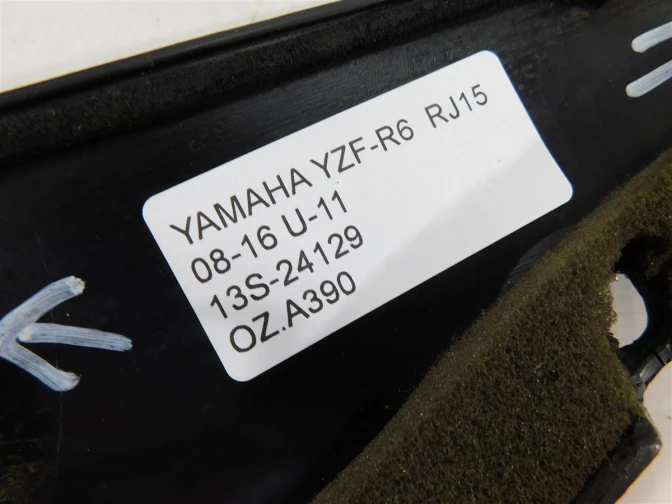 YAMAHA YZF-R6 RJ15
08-16 U-11
13S-24129
OZ.A390